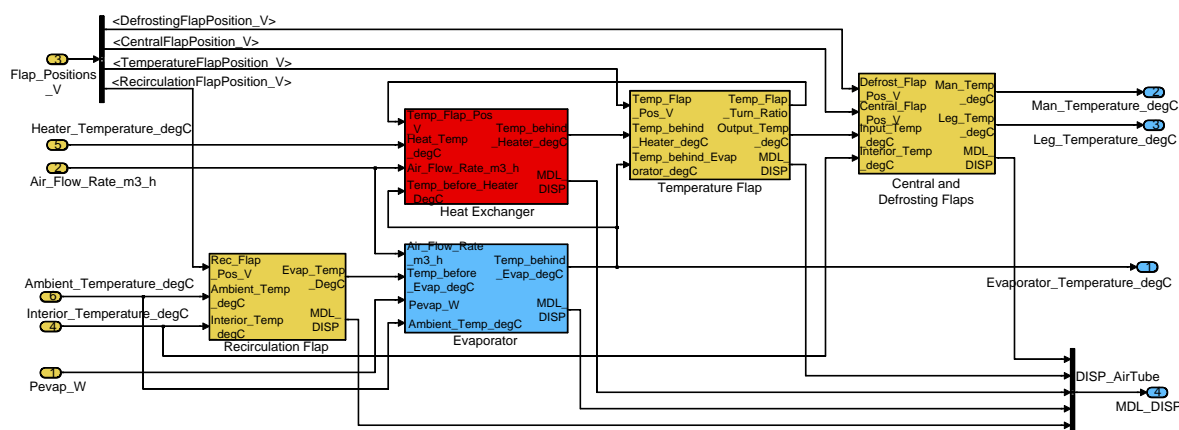 <DefrostingFlapPosition_V>
<CentralFlapPosition_V>
<TemperatureFlapPosition_V>
<RecirculationFlapPosition_V>
3
Flap_Positions
_V
Heater_Temperature_degC
5
2
Air_Flow_Rate_m3_h
Ambient_Temperature_degC
6
Interior_Temperature_degC
4
1
Pevap_W
Rec_Flap
_Pos_V
Ambient_Temp
_degC
Interior_Temp
_degC
Evap_Temp
_DegC
MDL_
DISP
Recirculation Flap
Temp_Flap_Pos
_V
Heat_Temp
_degC
Air_Flow_Rate_m3_h
Temp_before_Heater
_DegC
Temp_behind
_Heater_degC
MDL_
DISP
Heat Exchanger
Air_Flow_Rate
_m3_h
Temp_before
_Evap_degC
Pevap_W
Ambient_Temp_degC
Temp_behind
_Evap_degC
MDL_
DISP
Evaporator
Temp_Flap
_Pos_V
Temp_behind
_Heater_degC
Temp_behind_Evap
orator_degC
Temp_Flap
_Turn_Ratio
Output_Temp
_degC
MDL_
DISP
Temperature Flap
Defrost_Flap
_Pos_V
Central_Flap
_Pos_V
Input_Temp
_degC
Interior_Temp
_degC
Man_Temp
_degC
Leg_Temp
_degC
MDL_
DISP
Central and
Defrosting Flaps
2
Man_Temperature_degC
3
Leg_Temperature_degC
1
Evaporator_Temperature_degC
DISP_AirTube
4
MDL_DISP